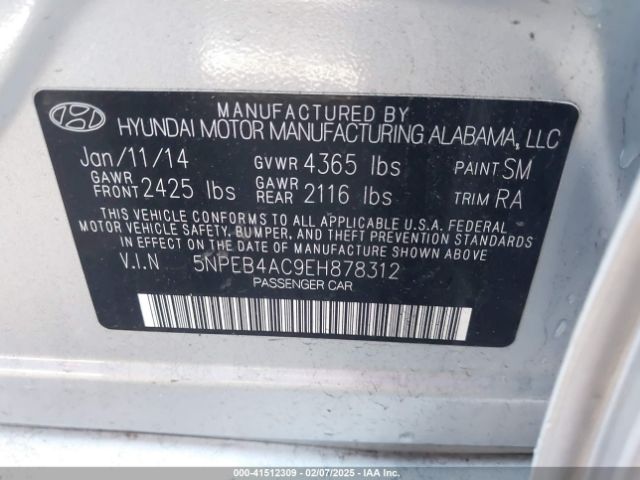 MANUFACTURED BY
HYUNDAI MOTOR MANUFACTURING ALABAMA, LLC
Jan/11/14 GVWR 4365 lbs PAINT SM
GAWR FRONT 2425 lbs GAWR REAR 2116 lbs TRIM RA
THIS VEHICLE CONFORMS TO ALL APPLICABLE U.S.A. FEDERAL
MOTOR VEHICLE SAFETY, BUMPER, AND THEFT PREVENTION STANDARDS
IN EFFECT ON THE DATE OF MANUFACTURE SHOWN ABOVE.
V.I.N 5NPEB4AC9EH878312
PASSENGER CAR
000-41512309 - 02/07/2025 - IAA Inc.